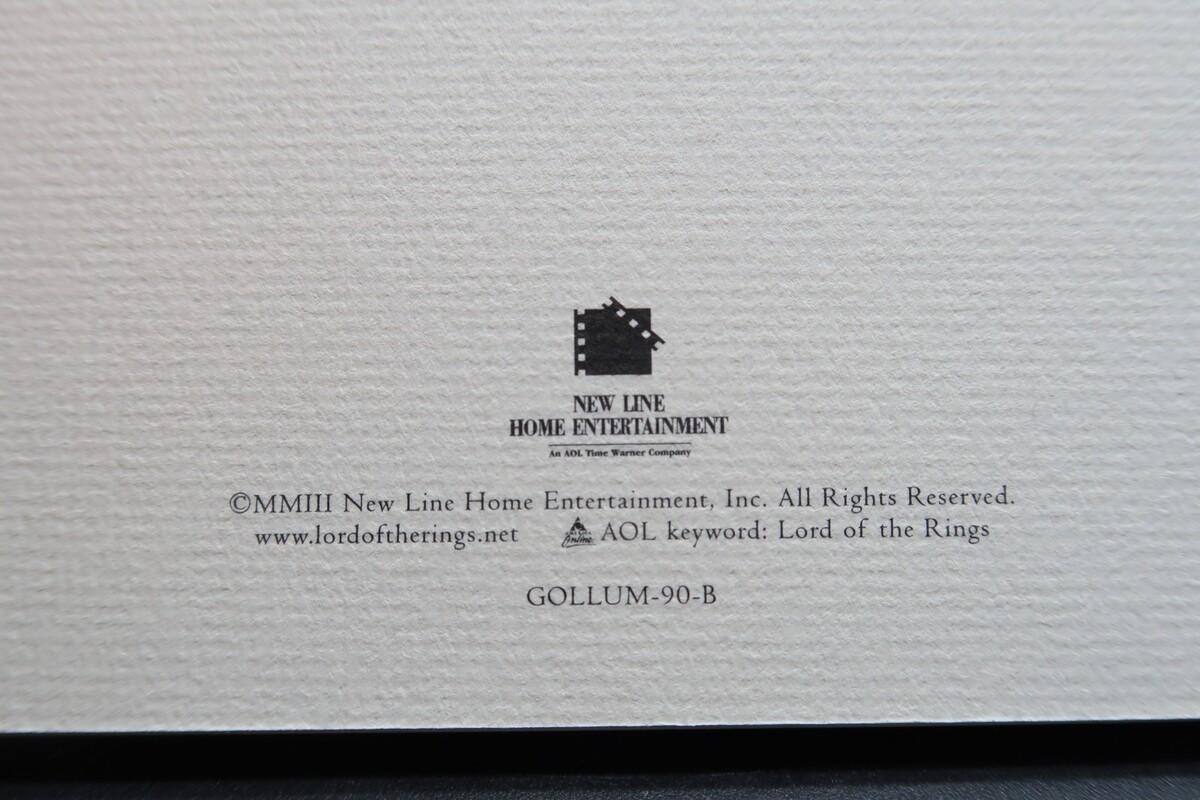 NEW LINE
HOME ENTERTAINMENT
An AOL Time Warner Company
©MMIII New Line Home Entertainment, Inc. All Rights Reserved.
www.lordoftherings.net AOL keyword: Lord of the Rings
GOLLUM-90-B